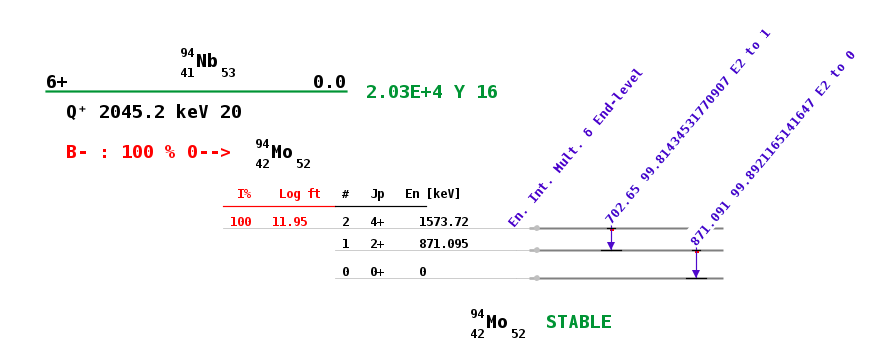 94
41 Nb 53
6+ 0.0
2.03E+4 Y 16
Q⁺ 2045.2 keV 20
B- : 100 % 0-->
94
42 Mo 52
I% Log ft # Jp En [keV]
100 11.95 2 4+ 1573.72
1 2+ 871.095
0 0+ 0
En. Int. Mult. δ End-level
702.65 99.81434531770907 E2 to 1
871.091 99.8921165141647 E2 to 0
94
42 Mo 52
STABLE